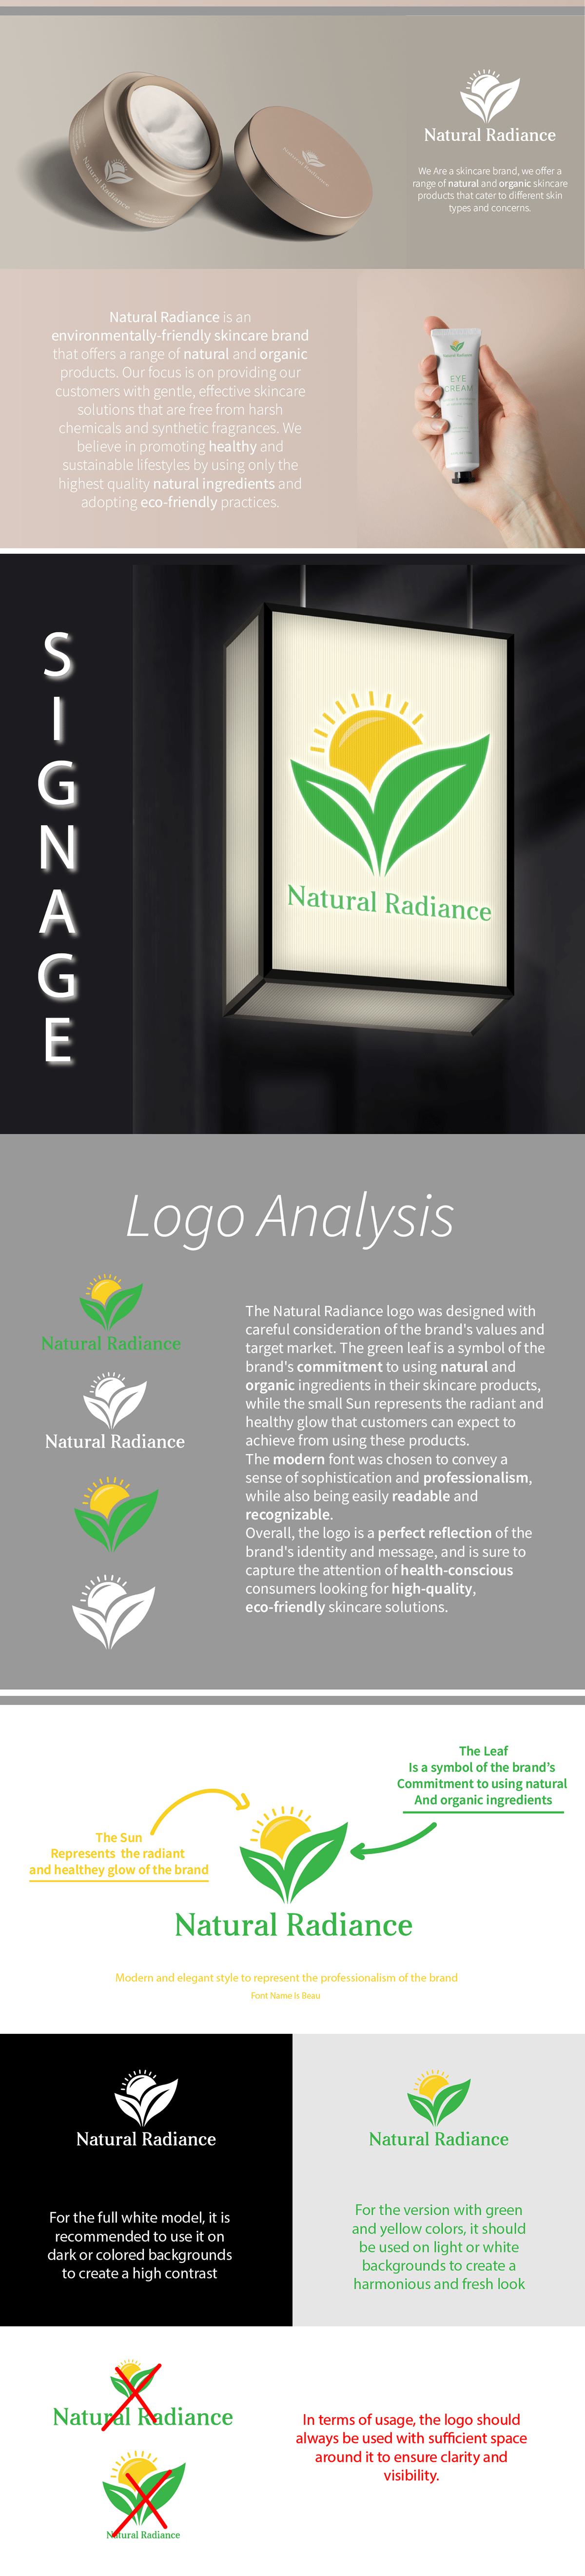 Natural Radiance
Natural Radiance
Natural Radiance
We Are a skincare brand, we offer a
range of natural and organic skincare
products that cater to different skin
types and concerns.
Natural Radiance is an
environmentally-friendly skincare brand
that offers a range of natural and organic
products. Our focus is on providing our
customers with gentle, effective skincare
solutions that are free from harsh
chemicals and synthetic fragrances. We
believe in promoting healthy and
sustainable lifestyles by using only the
highest quality natural ingredients and
adopting eco-friendly practices.
Natural Radiance
EYE
CREAM
SIGNAGE
Natural Radiance
Logo Analysis
Natural Radiance
Natural Radiance
The Natural Radiance logo was designed with
careful consideration of the brand's values and
target market. The green leaf is a symbol of the
brand's commitment to using natural and
organic ingredients in their skincare products,
while the small Sun represents the radiant and
healthy glow that customers can expect to
achieve from using these products.
The modern font was chosen to convey a
sense of sophistication and professionalism,
while also being easily readable and
recognizable.
Overall, the logo is a perfect reflection of the
brand's identity and message, and is sure to
capture the attention of health-conscious
consumers looking for high-quality,
eco-friendly skincare solutions.
The Leaf
Is a symbol of the brand's
Commitment to using natural
And organic ingredients
The Sun
Represents the radiant
and healthey glow of the brand
Natural Radiance
Modern and elegant style to represent the professionalism of the brand
Font Name Is Beau
Natural Radiance
For the full white model, it is
recommended to use it on
dark or colored backgrounds
to create a high contrast
Natural Radiance
For the version with green
and yellow colors, it should
be used on light or white
backgrounds to create a
harmonious and fresh look
Natural Radiance
Natural Radiance
In terms of usage, the logo should
always be used with sufficient space
around it to ensure clarity and
visibility.